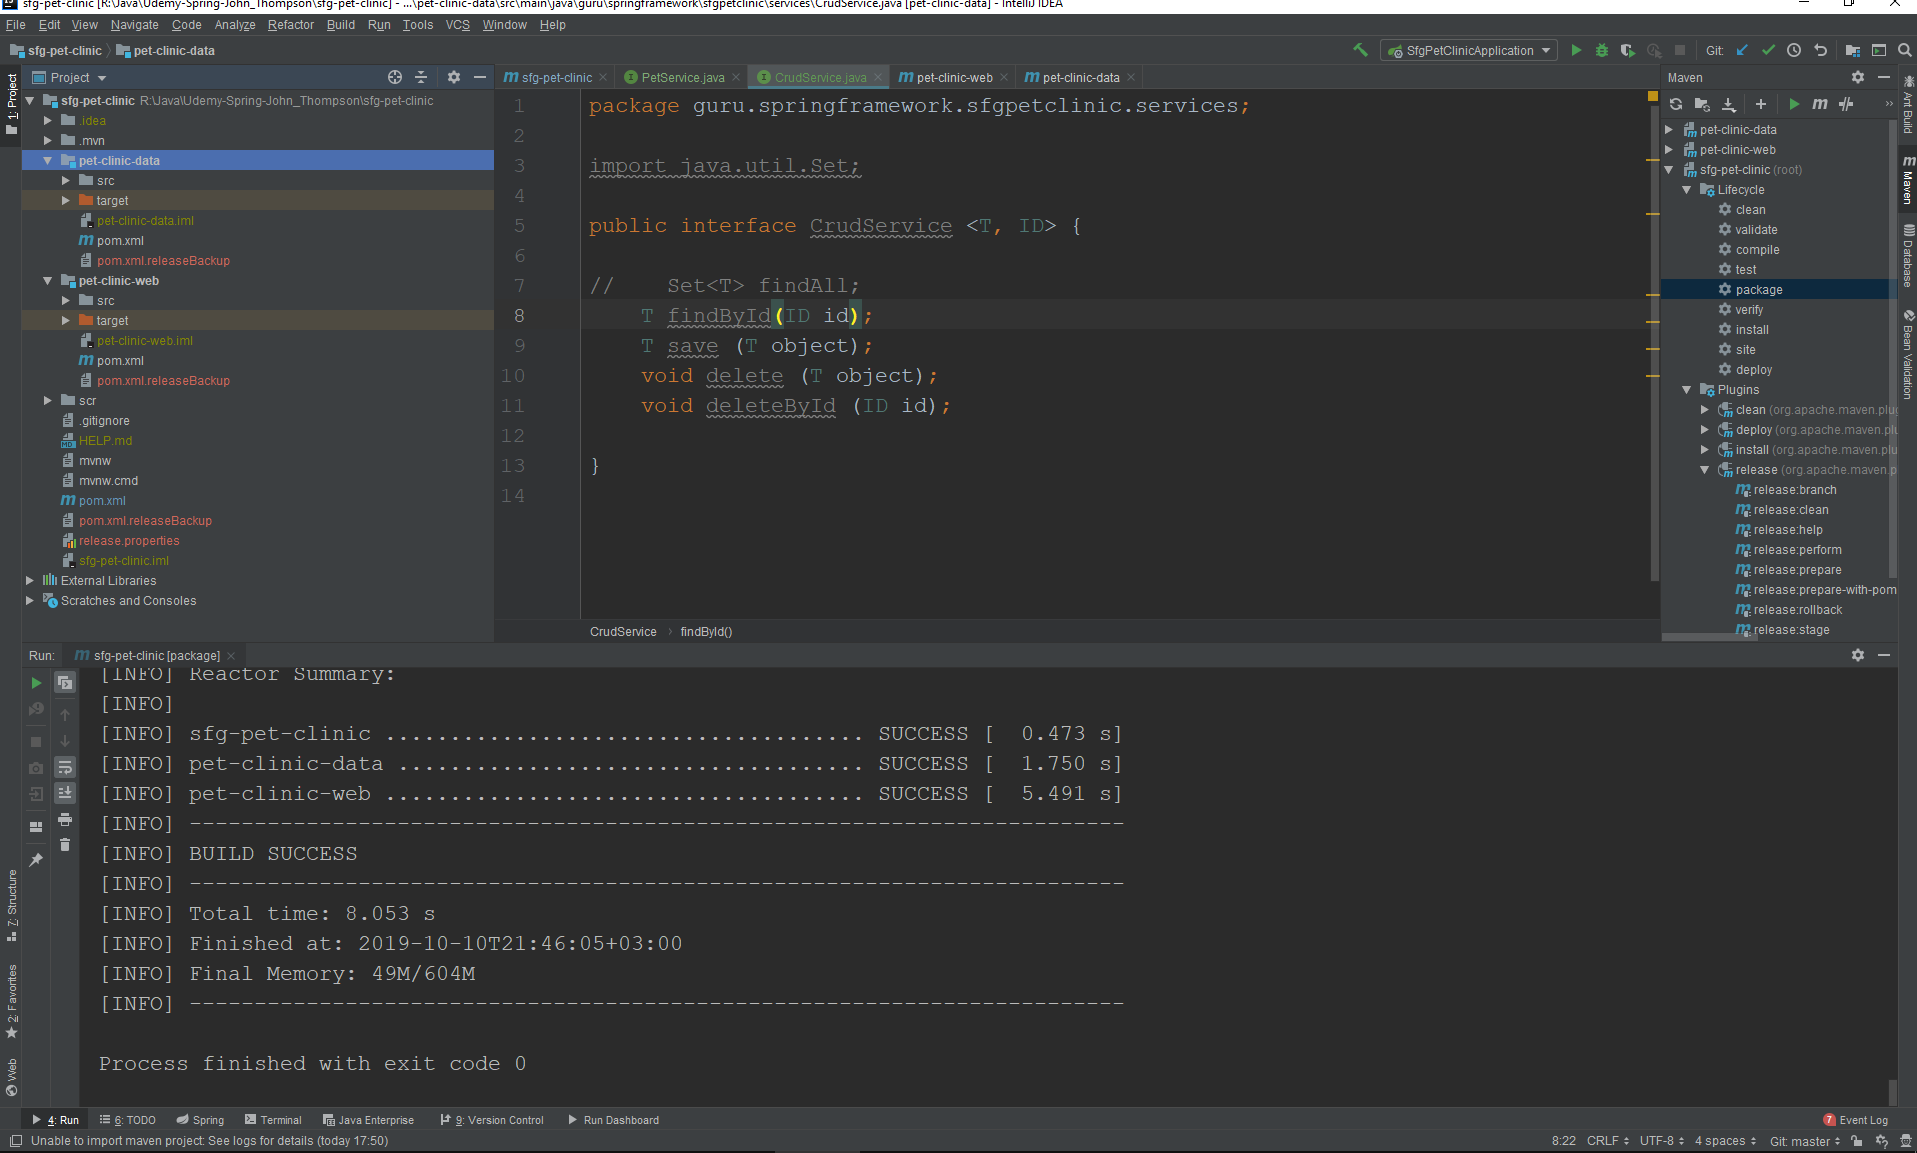 sfg-pet-clinic [R:\Java\Udemy-Spring-John_Thompson\sfg-pet-clinic] - ...\pet-clinic-data\src\main\java\guru\springframework\sfgpetclinic\services\CrudService.java [pet-clinic-data] - IntelliJ IDEA
File Edit View Navigate Code Analyze Refactor Build Run Tools VCS Window Help
sfg-pet-clinic pet-clinic-data
SfgPetClinicApplication Git:
Project
sfg-pet-clinic PetService.java CrudService.java pet-clinic-web pet-clinic-data
Maven
1: Project
sfg-pet-clinic R:\Java\Udemy-Spring-John_Thompson\sfg-pet-clinic
.idea
.mvn
pet-clinic-data
src
target
pet-clinic-data.iml
pom.xml
pom.xml.releaseBackup
pet-clinic-web
src
target
pet-clinic-web.iml
pom.xml
pom.xml.releaseBackup
scr
.gitignore
HELP.md
mvnw
mvnw.cmd
pom.xml
pom.xml.releaseBackup
release.properties
sfg-pet-clinic.iml
External Libraries
Scratches and Consoles
1 package guru.springframework.sfgpetclinic.services;
2
3 import java.util.Set;
4
5 public interface CrudService <T, ID> {
6
7 //    Set<T> findAll;
8     T findById(ID id);
9     T save (T object);
10     void delete (T object);
11     void deleteById (ID id);
12
13 }
14
CrudService › findById()
pet-clinic-data
pet-clinic-web
sfg-pet-clinic (root)
Lifecycle
clean
validate
compile
test
package
verify
install
site
deploy
Plugins
clean (org.apache.maven.plug
deploy (org.apache.maven.plu
install (org.apache.maven.plu
release (org.apache.maven.p
release:branch
release:clean
release:help
release:perform
release:prepare
release:prepare-with-pom
release:rollback
release:stage
Ant Build
Maven
Database
Bean Validation
Run: sfg-pet-clinic [package]
[INFO] Reactor Summary:
[INFO]
[INFO] sfg-pet-clinic ..................................... SUCCESS [  0.473 s]
[INFO] pet-clinic-data .................................... SUCCESS [  1.750 s]
[INFO] pet-clinic-web ..................................... SUCCESS [  5.491 s]
[INFO] ------------------------------------------------------------------------
[INFO] BUILD SUCCESS
[INFO] ------------------------------------------------------------------------
[INFO] Total time: 8.053 s
[INFO] Finished at: 2019-10-10T21:46:05+03:00
[INFO] Final Memory: 49M/604M
[INFO] ------------------------------------------------------------------------
Process finished with exit code 0
7: Structure
2: Favorites
Web
4: Run 6: TODO Spring Terminal Java Enterprise 9: Version Control Run Dashboard 7 Event Log
Unable to import maven project: See logs for details (today 17:50) 8:22 CRLF UTF-8 4 spaces Git: master